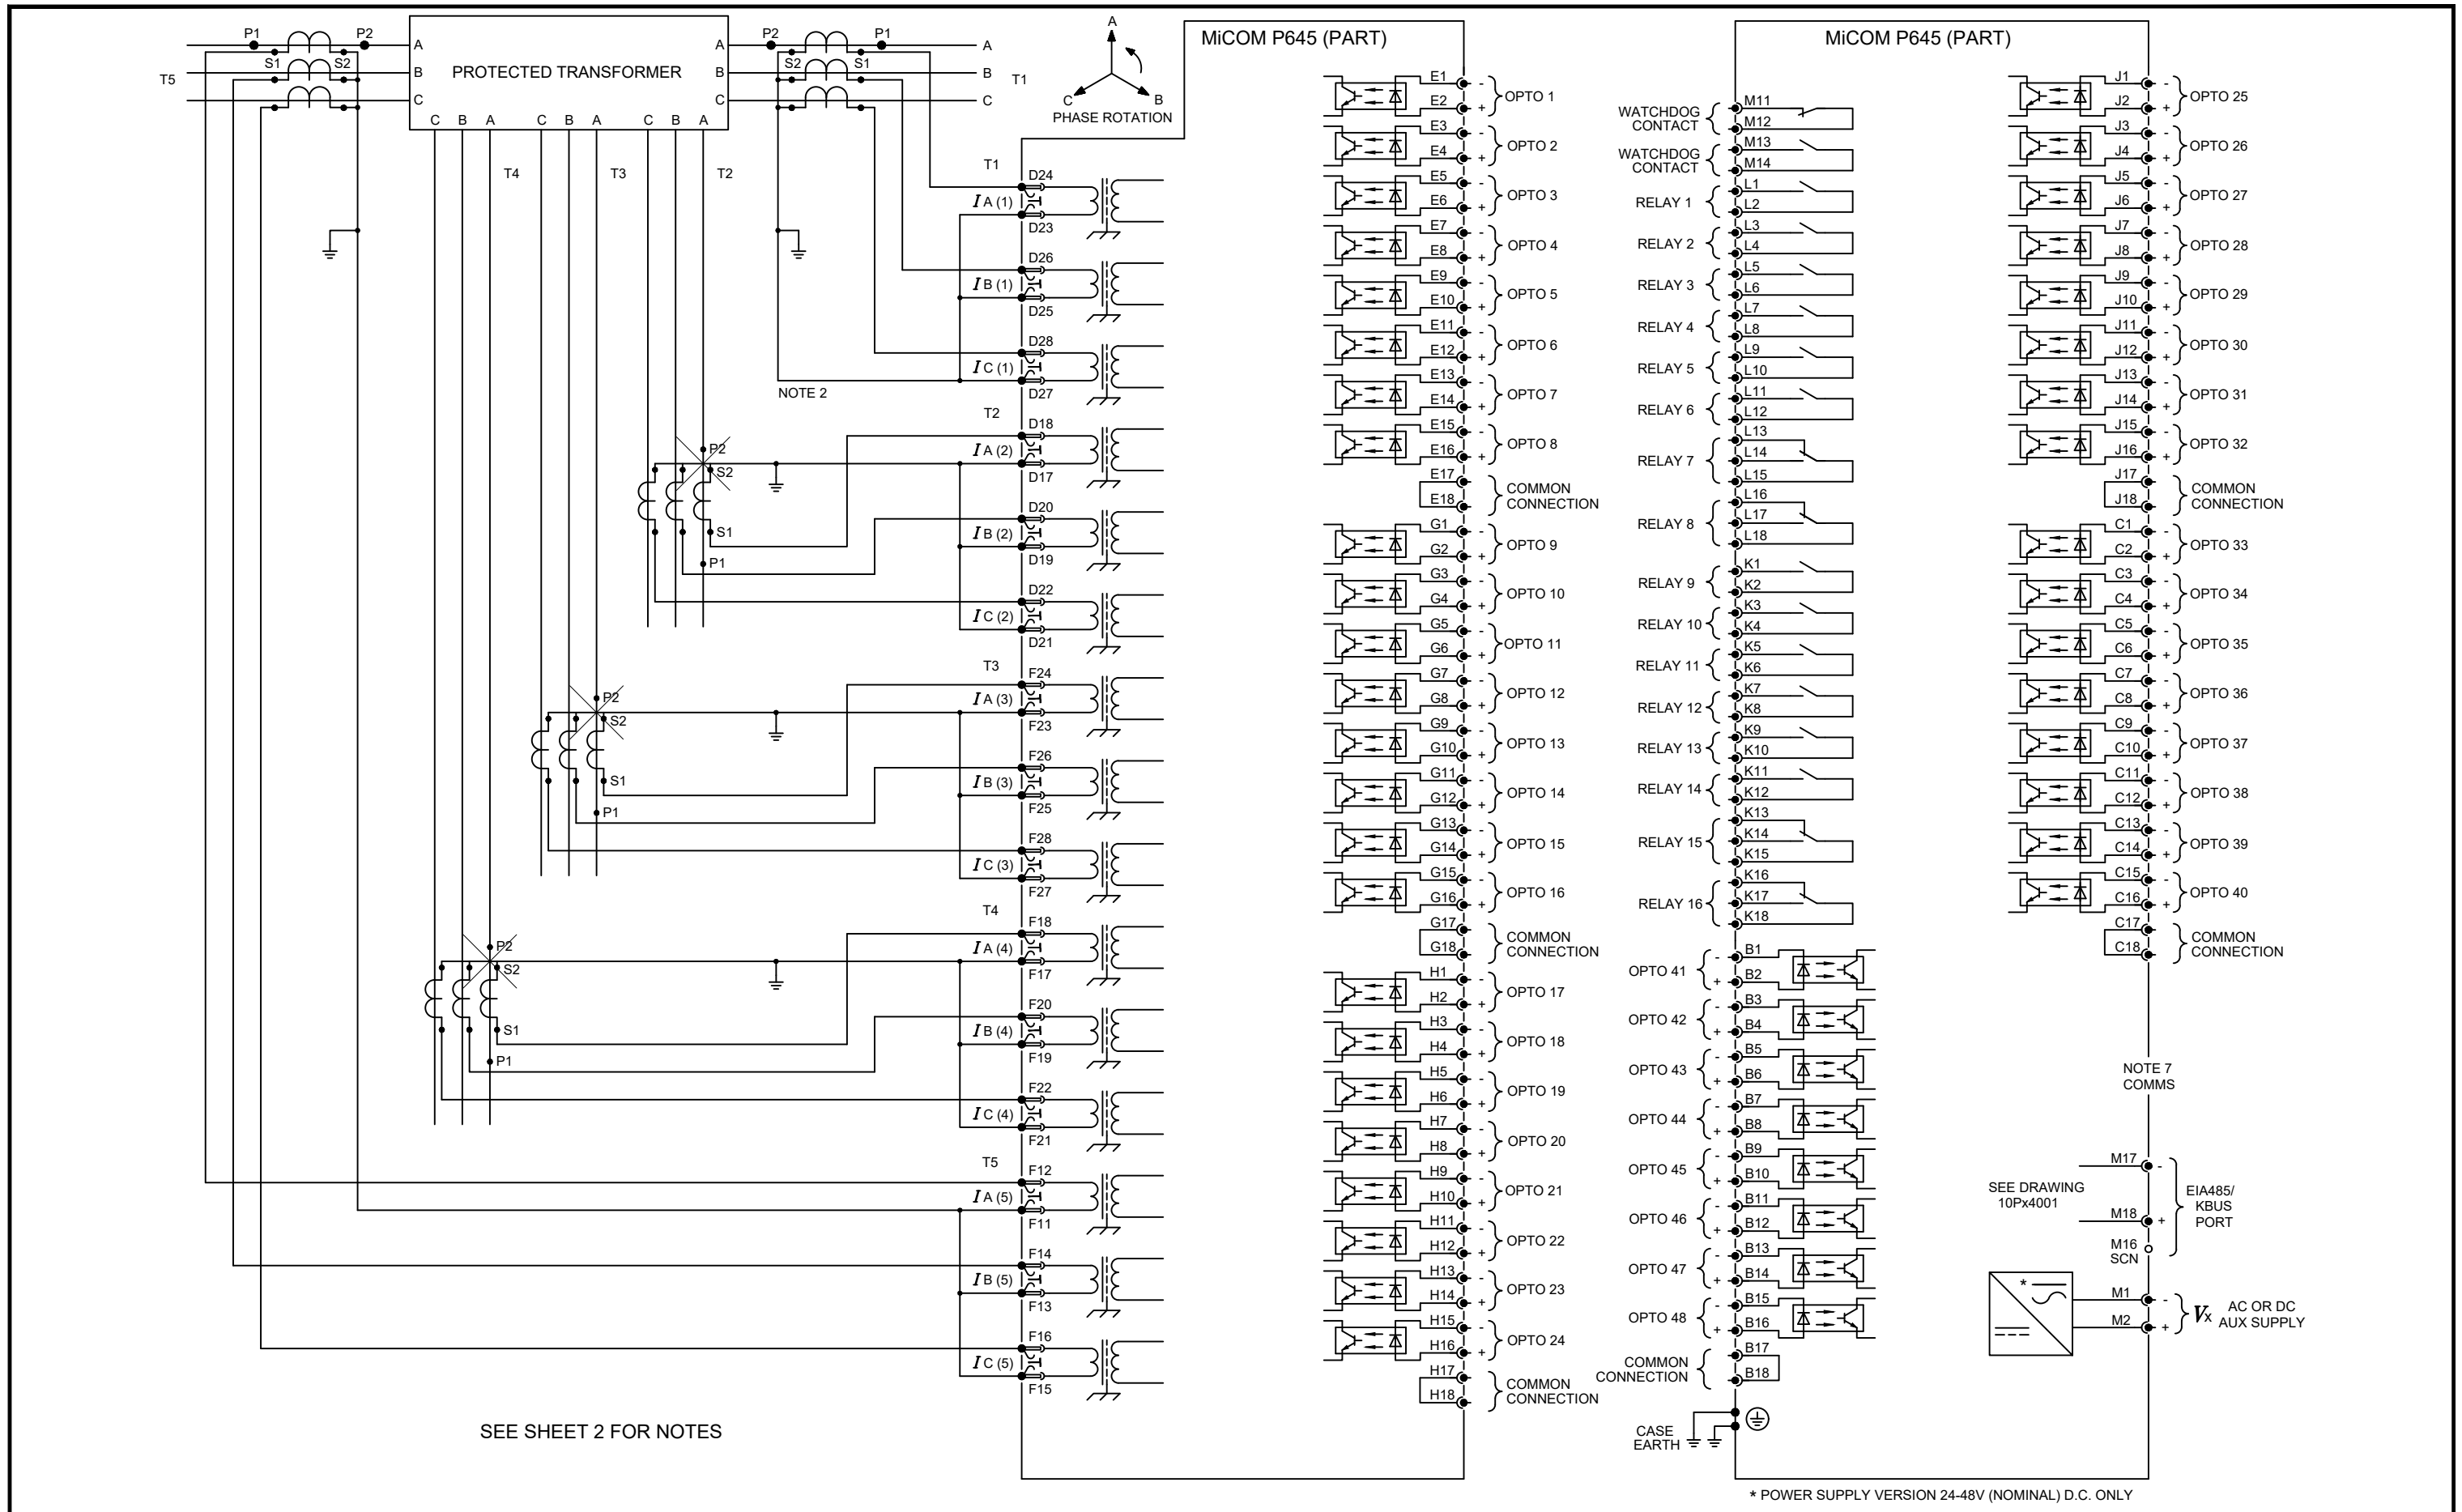 P1
P2
S1
S2
T5
PROTECTED TRANSFORMER
A
B
C
A
B
C
C B A
C B A
C B A
T4
T3
T2
P2
P1
S2
S1
A
B
C
T1
A
C
B
PHASE ROTATION
NOTE 2
P2
S2
S1
P1
P2
S2
S1
P1
P2
S2
S1
P1
SEE SHEET 2 FOR NOTES
MiCOM P645 (PART)
T1
D24
I A (1)
D23
D26
I B (1)
D25
D28
I C (1)
D27
T2
D18
I A (2)
D17
D20
I B (2)
D19
D22
I C (2)
D21
T3
F24
I A (3)
F23
F26
I B (3)
F25
F28
I C (3)
F27
T4
F18
I A (4)
F17
F20
I B (4)
F19
F22
I C (4)
F21
T5
F12
I A (5)
F11
F14
I B (5)
F13
F16
I C (5)
F15
E1 -
E2 +
OPTO 1
E3 -
E4 +
OPTO 2
E5 -
E6 +
OPTO 3
E7 -
E8 +
OPTO 4
E9 -
E10 +
OPTO 5
E11 -
E12 +
OPTO 6
E13 -
E14 +
OPTO 7
E15 -
E16 +
OPTO 8
E17
E18
COMMON
CONNECTION
G1 -
G2 +
OPTO 9
G3 -
G4 +
OPTO 10
G5 -
G6 +
OPTO 11
G7 -
G8 +
OPTO 12
G9 -
G10 +
OPTO 13
G11 -
G12 +
OPTO 14
G13 -
G14 +
OPTO 15
G15 -
G16 +
OPTO 16
G17
G18
COMMON
CONNECTION
H1 -
H2 +
OPTO 17
H3 -
H4 +
OPTO 18
H5 -
H6 +
OPTO 19
H7 -
H8 +
OPTO 20
H9 -
H10 +
OPTO 21
H11 -
H12 +
OPTO 22
H13 -
H14 +
OPTO 23
H15 -
H16 +
OPTO 24
H17
H18
COMMON
CONNECTION
MiCOM P645 (PART)
WATCHDOG
CONTACT
M11
M12
WATCHDOG
CONTACT
M13
M14
RELAY 1
L1
L2
RELAY 2
L3
L4
RELAY 3
L5
L6
RELAY 4
L7
L8
RELAY 5
L9
L10
RELAY 6
L11
L12
RELAY 7
L13
L14
L15
RELAY 8
L16
L17
L18
RELAY 9
K1
K2
RELAY 10
K3
K4
RELAY 11
K5
K6
RELAY 12
K7
K8
RELAY 13
K9
K10
RELAY 14
K11
K12
RELAY 15
K13
K14
K15
RELAY 16
K16
K17
K18
OPTO 41
- B1
+ B2
OPTO 42
- B3
+ B4
OPTO 43
- B5
+ B6
OPTO 44
- B7
+ B8
OPTO 45
- B9
+ B10
OPTO 46
- B11
+ B12
OPTO 47
- B13
+ B14
OPTO 48
- B15
+ B16
COMMON
CONNECTION
B17
B18
CASE
EARTH
J1 -
J2 +
OPTO 25
J3 -
J4 +
OPTO 26
J5 -
J6 +
OPTO 27
J7 -
J8 +
OPTO 28
J9 -
J10 +
OPTO 29
J11 -
J12 +
OPTO 30
J13 -
J14 +
OPTO 31
J15 -
J16 +
OPTO 32
J17
J18
COMMON
CONNECTION
C1 -
C2 +
OPTO 33
C3 -
C4 +
OPTO 34
C5 -
C6 +
OPTO 35
C7 -
C8 +
OPTO 36
C9 -
C10 +
OPTO 37
C11 -
C12 +
OPTO 38
C13 -
C14 +
OPTO 39
C15 -
C16 +
OPTO 40
C17
C18
COMMON
CONNECTION
NOTE 7
COMMS
SEE DRAWING
10Px4001
M17 -
M18 +
M16
SCN
EIA485/
KBUS
PORT
*
M1 -
M2 +
Vx
AC OR DC
AUX SUPPLY
* POWER SUPPLY VERSION 24-48V (NOMINAL) D.C. ONLY